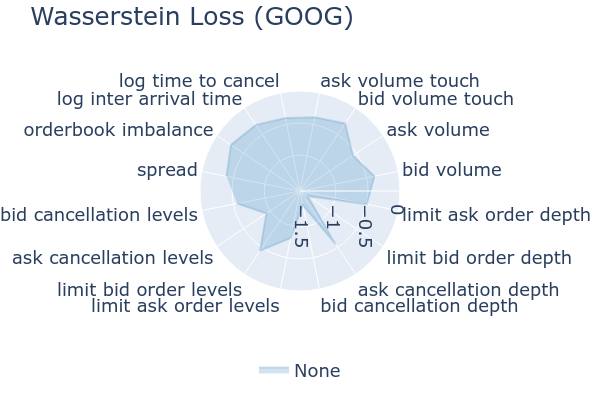 Wasserstein Loss (GOOG)
log time to cancel
ask volume touch
log inter arrival time
bid volume touch
orderbook imbalance
ask volume
spread
bid volume
bid cancellation levels
limit ask order depth
ask cancellation levels
limit bid order depth
limit bid order levels
ask cancellation depth
limit ask order levels
bid cancellation depth
−1.5
−1
−0.5
0
None